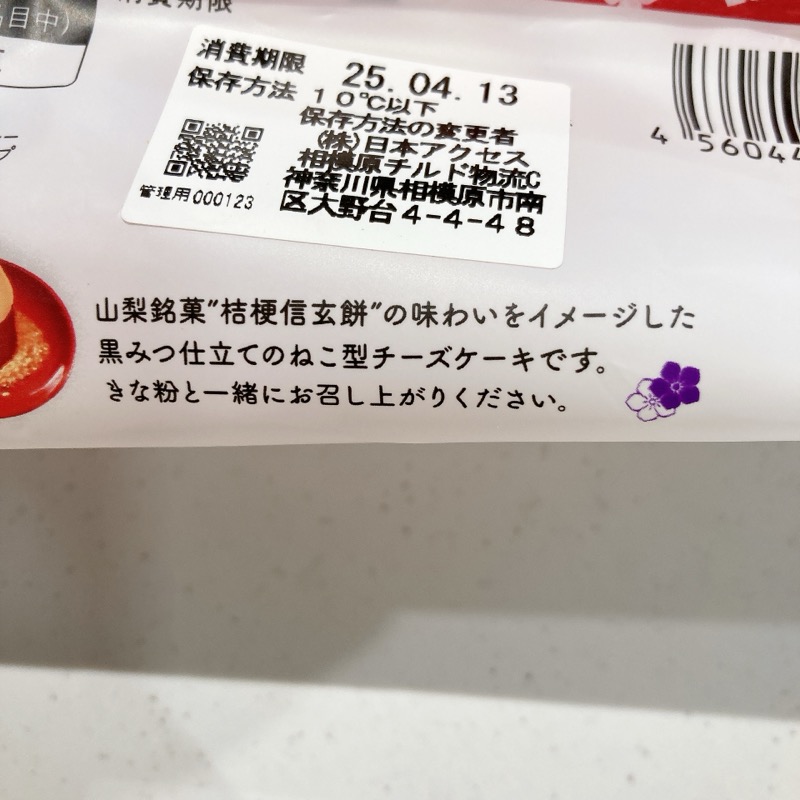 消費期限
目中)
消費期限 25.04.13
保存方法 10℃以下
保存方法の変更者
(株)日本アクセス
相模原チルド物流C
神奈川県相模原市南
区大野台4-4-48
管理用000123
4 56044
山梨銘菓"桔梗信玄餅"の味わいをイメージした
黒みつ仕立てのねこ型チーズケーキです。
きな粉と一緒にお召し上がりください。